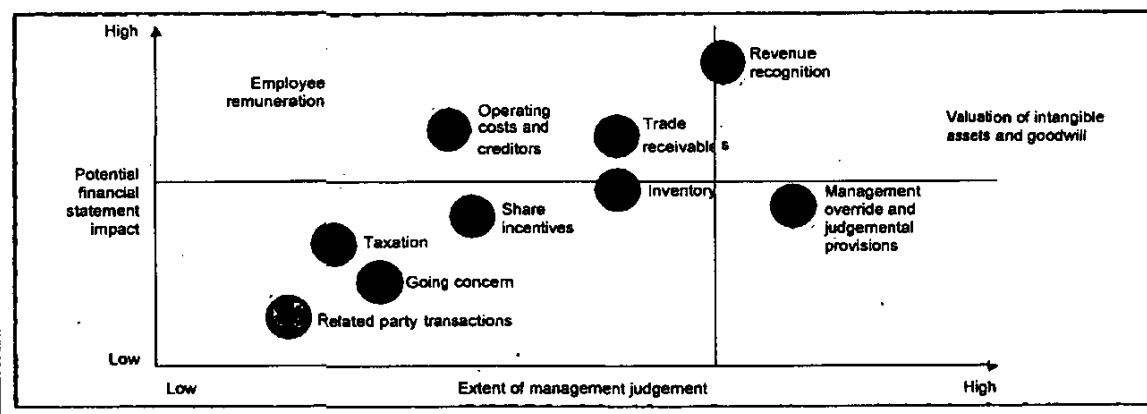 High
Employee
remuneration
Operating
costs and
creditors
Trade
receivables
Revenue
recognition
Valuation of intangible
assets and goodwill
Potential
financial
statement
impact
Inventory
Management
override and
judgemental
provisions
Share
incentives
Taxation
Going concern
Related party transactions
Low
Low
Extent of management judgement
High